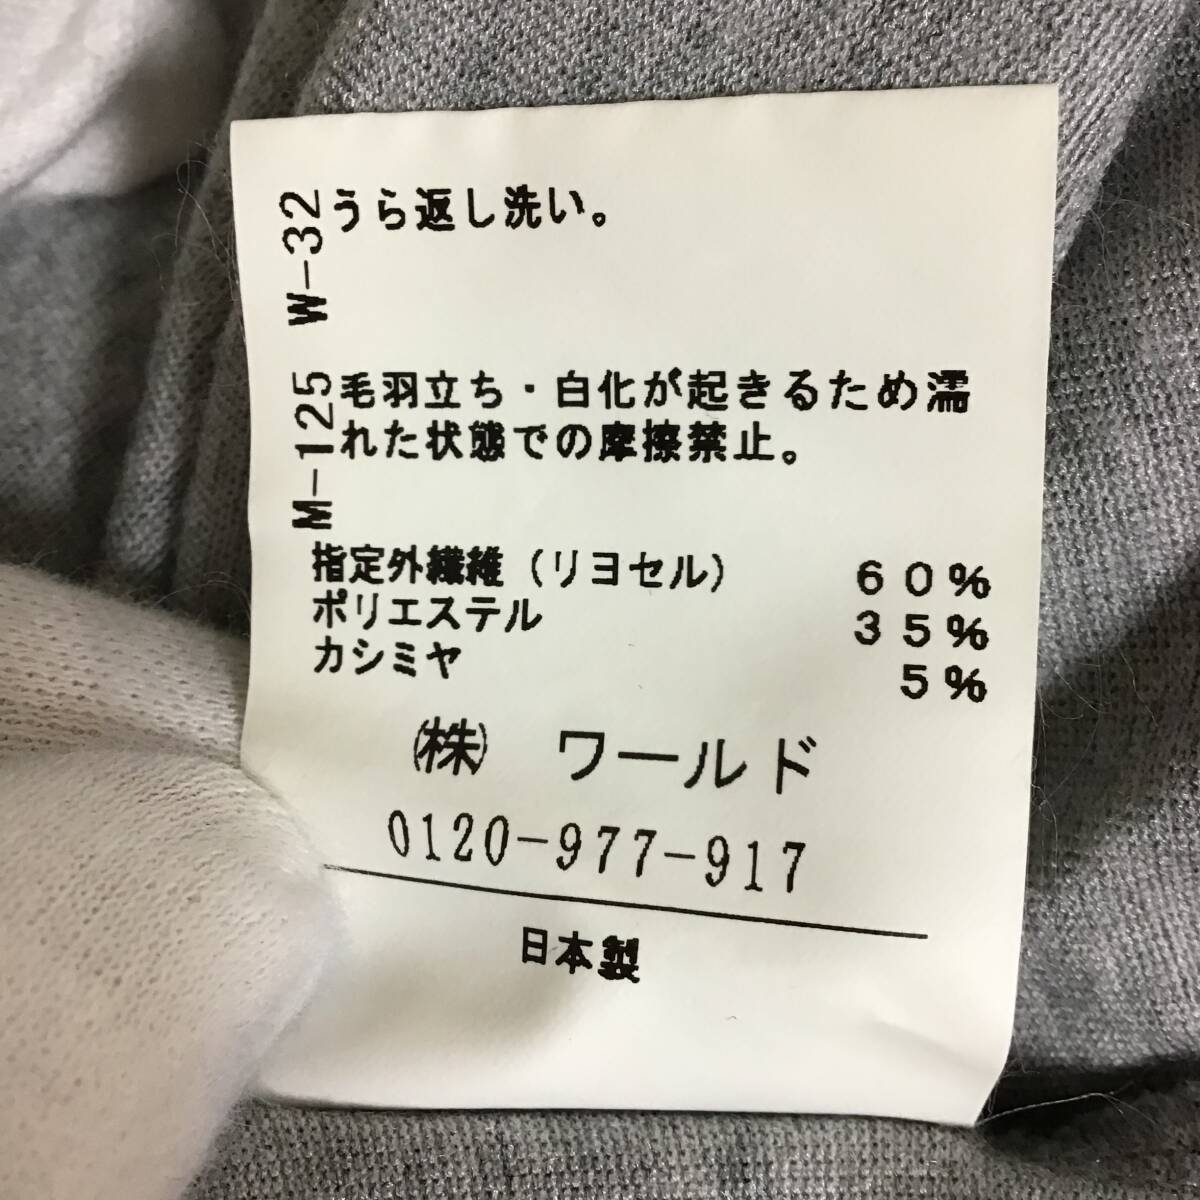 W-32
うら返し洗い。
M-125
毛羽立ち・白化が起きるため濡
れた状態での摩擦禁止。
指定外繊維（リヨセル） ６０％
ポリエステル ３５％
カシミヤ ５％
㈱ ワールド
0120-977-917
日本製